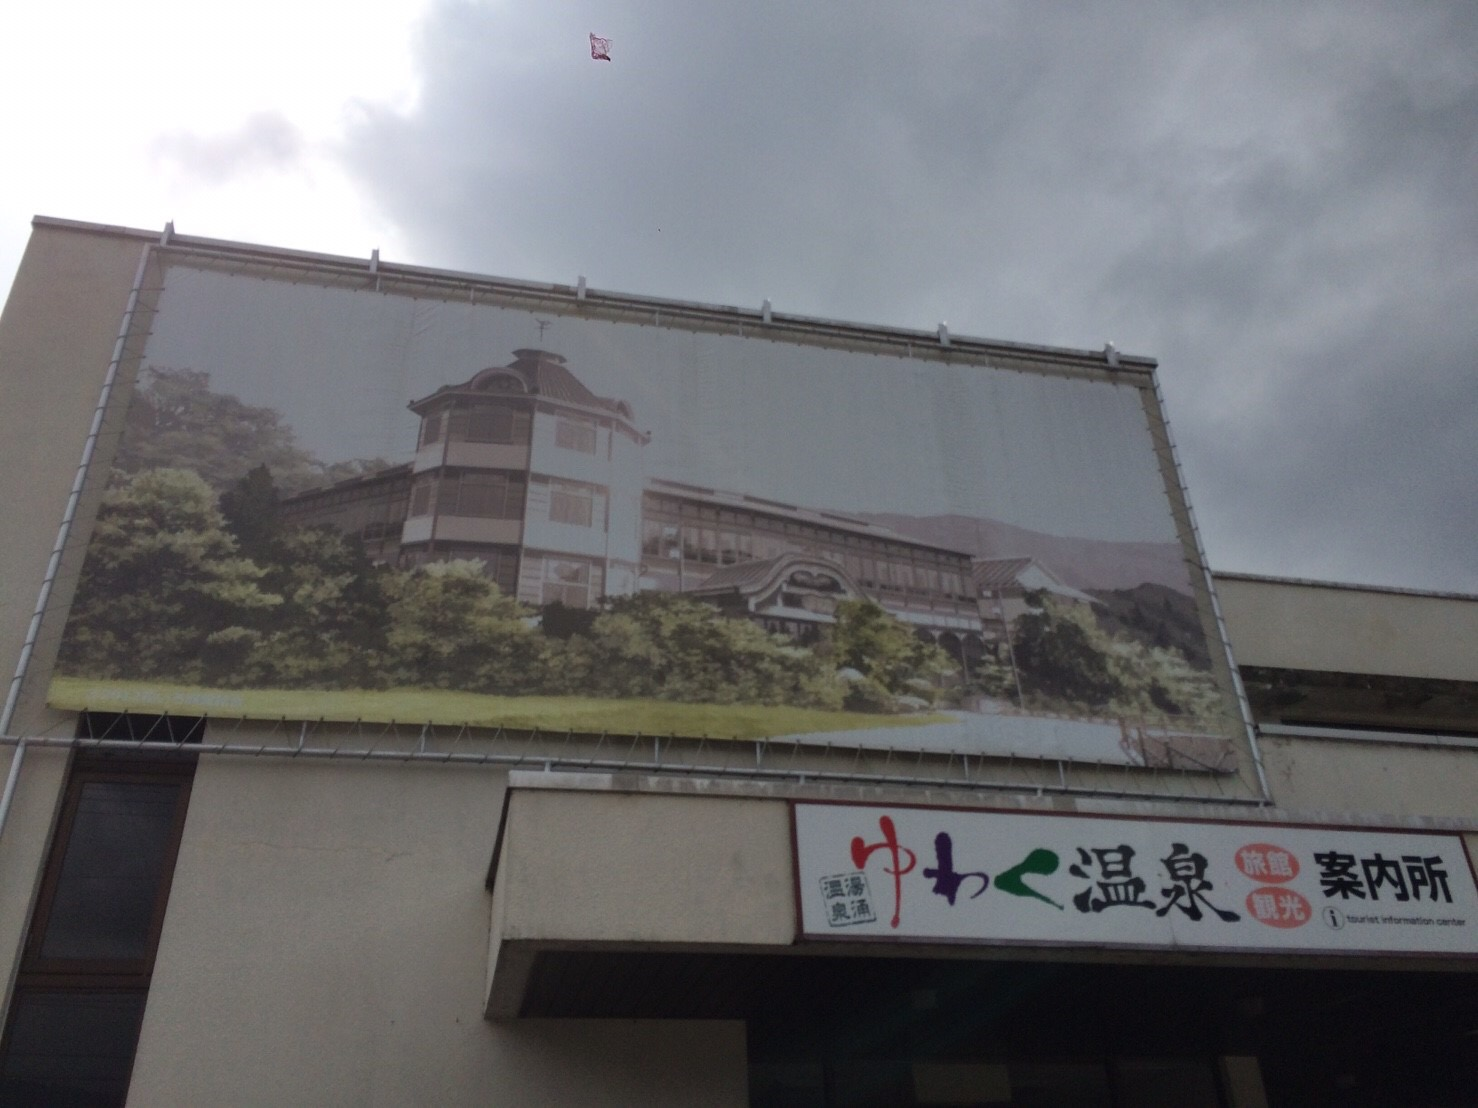 湯涌
温泉
ゆわく温泉
旅館
観光
案内所
i tourist information center